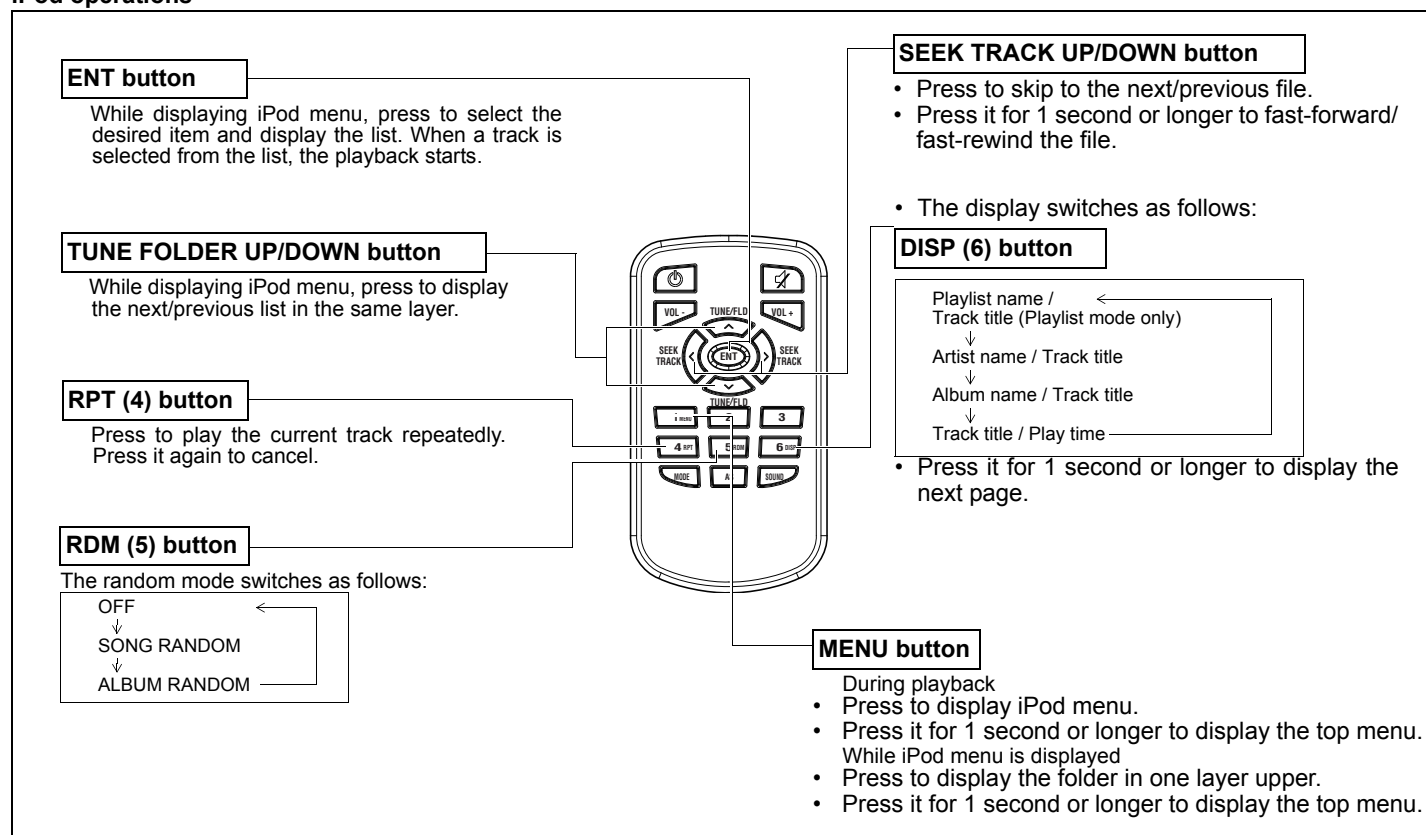 iPod operations
ENT button
While displaying iPod menu, press to select the
desired item and display the list. When a track is
selected from the list, the playback starts.
TUNE FOLDER UP/DOWN button
While displaying iPod menu, press to display
the next/previous list in the same layer.
RPT (4) button
Press to play the current track repeatedly.
Press it again to cancel.
RDM (5) button
The random mode switches as follows:
OFF
SONG RANDOM
ALBUM RANDOM
VOL -
TUNE/FLD
VOL +
SEEK
TRACK
ENT
SEEK
TRACK
TUNE/FLD
1 MENU
2
3
4 RPT
5 RDM
6 DISP
MODE
SOUND
SEEK TRACK UP/DOWN button
• Press to skip to the next/previous file.
• Press it for 1 second or longer to fast-forward/
fast-rewind the file.
• The display switches as follows:
DISP (6) button
Playlist name /
Track title (Playlist mode only)
Artist name / Track title
Album name / Track title
Track title / Play time
• Press it for 1 second or longer to display the
next page.
MENU button
During playback
• Press to display iPod menu.
• Press it for 1 second or longer to display the top menu.
While iPod menu is displayed
• Press to display the folder in one layer upper.
• Press it for 1 second or longer to display the top menu.